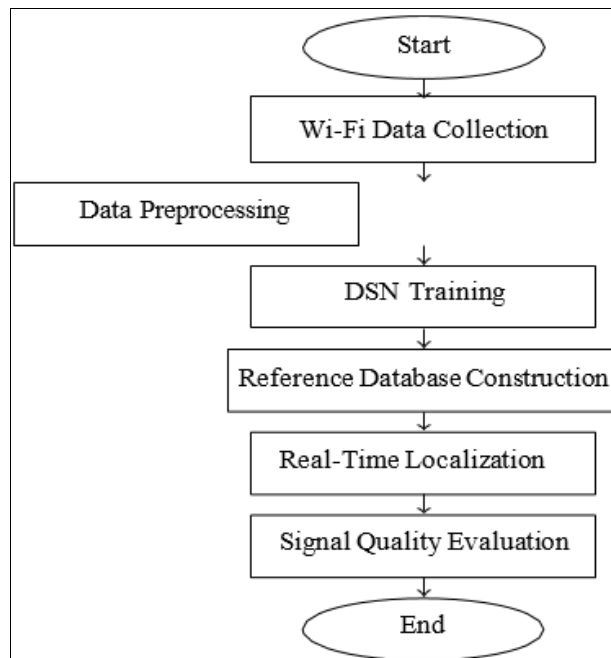 Start
Wi-Fi Data Collection
Data Preprocessing
DSN Training
Reference Database Construction
Real-Time Localization
Signal Quality Evaluation
End